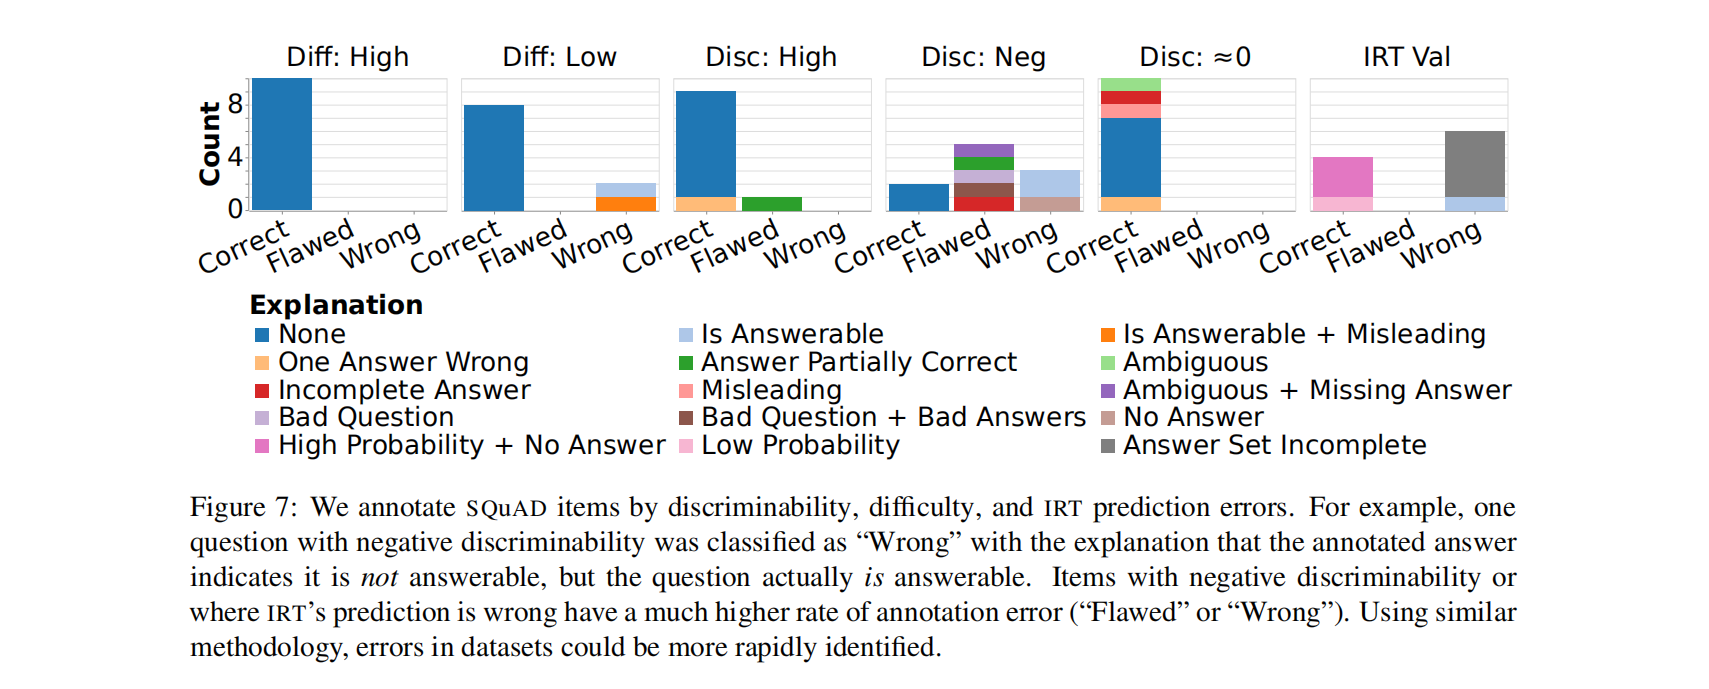 Diff: High Diff: Low Disc: High Disc: Neg Disc: ≈0 IRT Val
Count
8
4
0
Correct Flawed Wrong Correct Flawed Wrong Correct Flawed Wrong Correct Flawed Wrong Correct Flawed Wrong Correct Flawed Wrong
Explanation
None Is Answerable Is Answerable + Misleading
One Answer Wrong Answer Partially Correct Ambiguous
Incomplete Answer Misleading Ambiguous + Missing Answer
Bad Question Bad Question + Bad Answers No Answer
High Probability + No Answer Low Probability Answer Set Incomplete
Figure 7: We annotate SQuAD items by discriminability, difficulty, and IRT prediction errors. For example, one
question with negative discriminability was classified as “Wrong” with the explanation that the annotated answer
indicates it is not answerable, but the question actually is answerable. Items with negative discriminability or
where IRT’s prediction is wrong have a much higher rate of annotation error (“Flawed” or “Wrong”). Using similar
methodology, errors in datasets could be more rapidly identified.